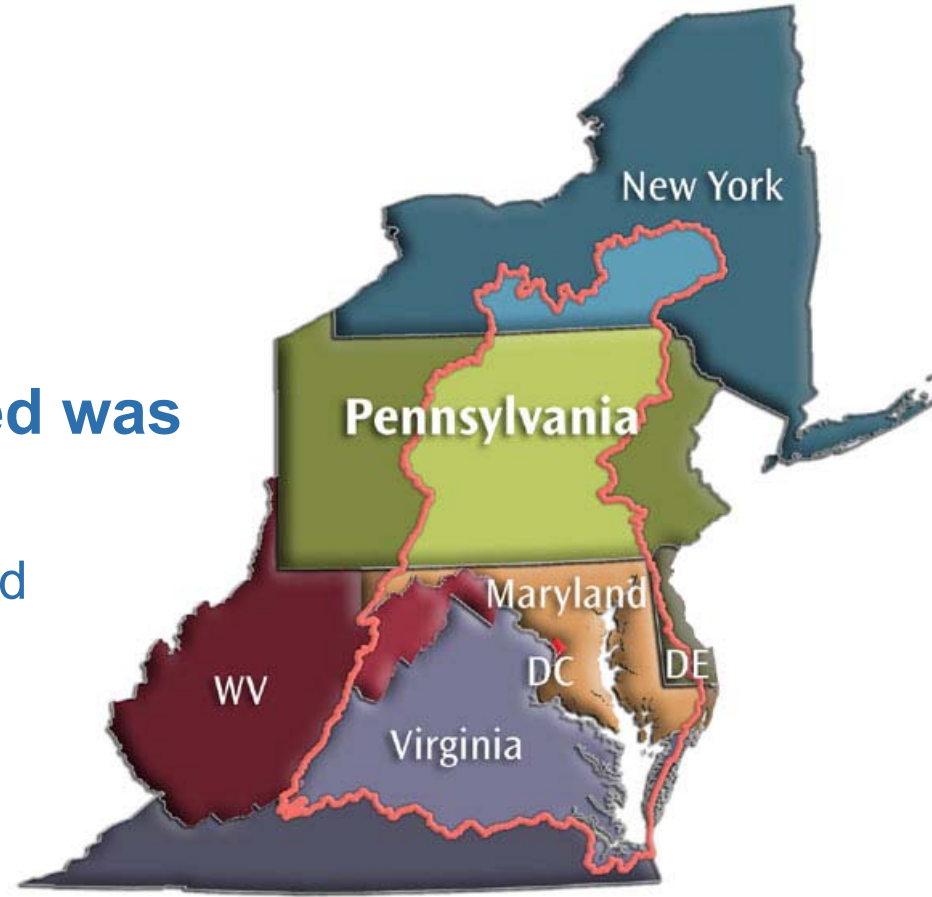 New York
ed was
Pennsylvania
d
Maryland
DC
DE
WV
Virginia